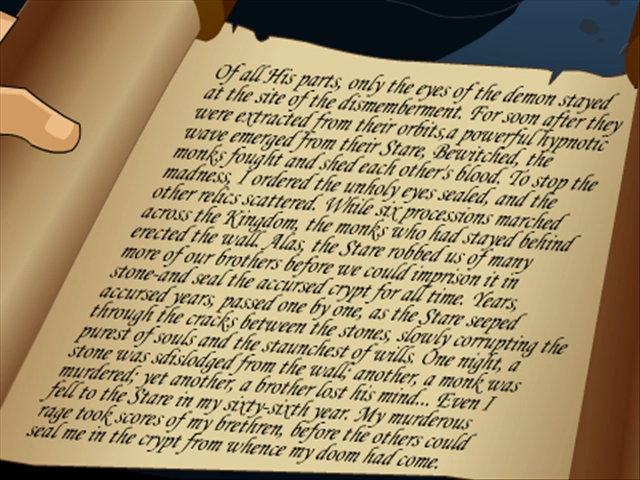 Of all His parts, only the eyes of the demon stayed
at the site of the dismemberment. For soon after they
were extracted from their orbits,a powerful hypnotic
wave emerged from their Stare, Bewitched, the
monks fought and shed each other's blood. To stop the
madness, I ordered the unholy eyes sealed, and the
other relics scattered. While six processions marched
across the Kingdom, the monks who had stayed behind
erected the wall. Alas, the Stare robbed us of many
more of our brothers before we could imprison it in
stone-and seal the accursed crypt for all time. Years,
accursed years, passed one by one, as the Stare seeped
through the cracks between the stones, slowly corrupting the
purest of souls and the staunchest of wills. One night, a
stone was sdislodged from the wall; another, a monk was
murdered; yet another, a brother lost his mind... Even I
fell to the Stare in my sixty-sixth year. My murderous
rage took scores of my brethren, before the others could
seal me in the crypt from whence my doom had come.